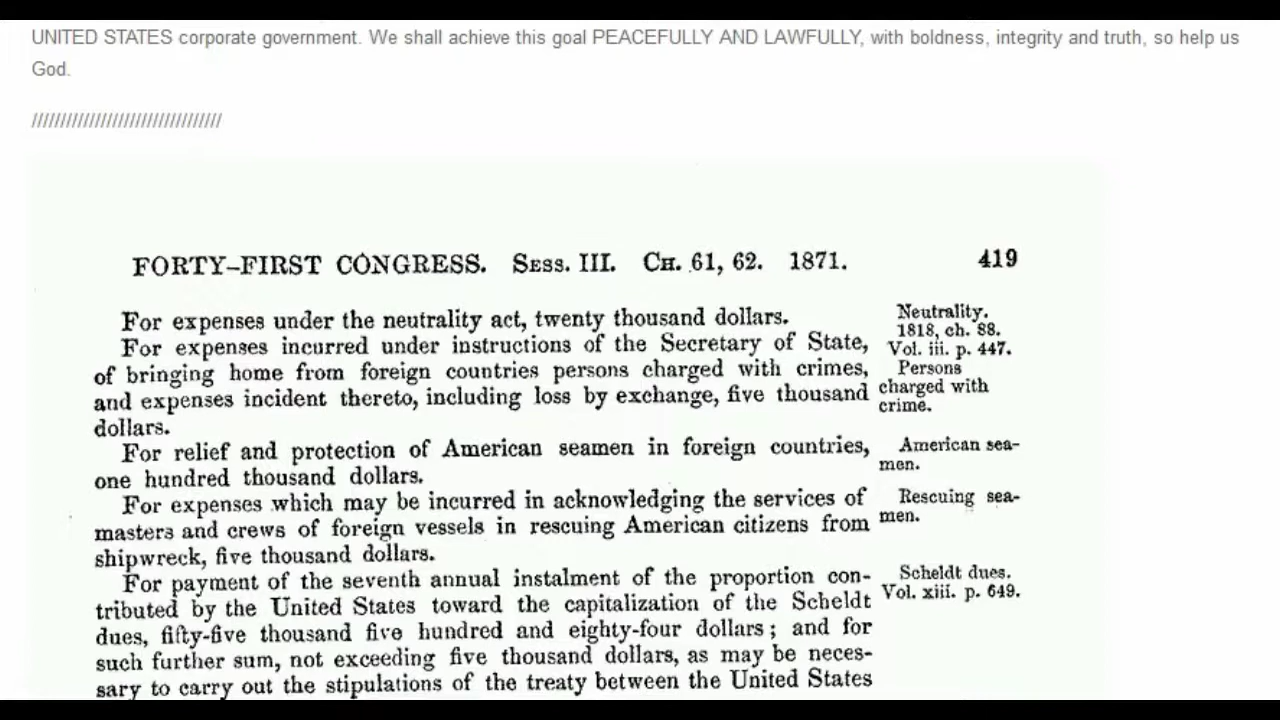 UNITED STATES corporate government. We shall achieve this goal PEACEFULLY AND LAWFULLY, with boldness, integrity and truth, so help us
God.
/////////////////////////////////
FORTY-FIRST CONGRESS. SESS. III. CH. 61, 62. 1871. 419
For expenses under the neutrality act, twenty thousand dollars.
For expenses incurred under instructions of the Secretary of State,
of bringing home from foreign countries persons charged with crimes,
and expenses incident thereto, including loss by exchange, five thousand
dollars.
For relief and protection of American seamen in foreign countries,
one hundred thousand dollars.
For expenses which may be incurred in acknowledging the services of
masters and crews of foreign vessels in rescuing American citizens from
shipwreck, five thousand dollars.
For payment of the seventh annual instalment of the proportion con-
tributed by the United States toward the capitalization of the Scheldt
dues, fifty-five thousand five hundred and eighty-four dollars; and for
such further sum, not exceeding five thousand dollars, as may be neces-
sary to carry out the stipulations of the treaty between the United States
Neutrality.
1818, ch. 88.
Vol. iii. p. 447.
Persons
charged with
crime.
American sea-
men.
Rescuing sea-
men.
Scheldt dues.
Vol. xiii. p. 649.